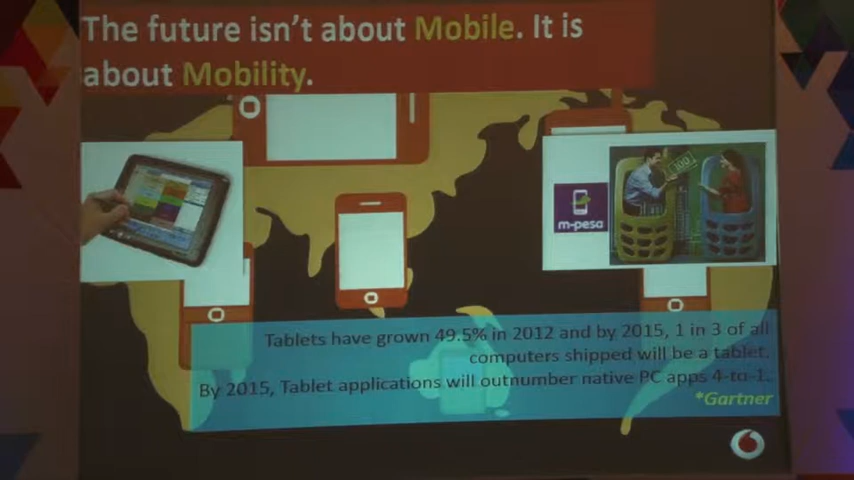 The future isn't about Mobile. It is
about Mobility.
100
m-pesa
Tablets have grown 49.5% in 2012 and by 2015, 1 in 3 of all
computers shipped will be a tablet.
By 2015, Tablet applications will outnumber native PC apps 4-to-1.
*Gartner